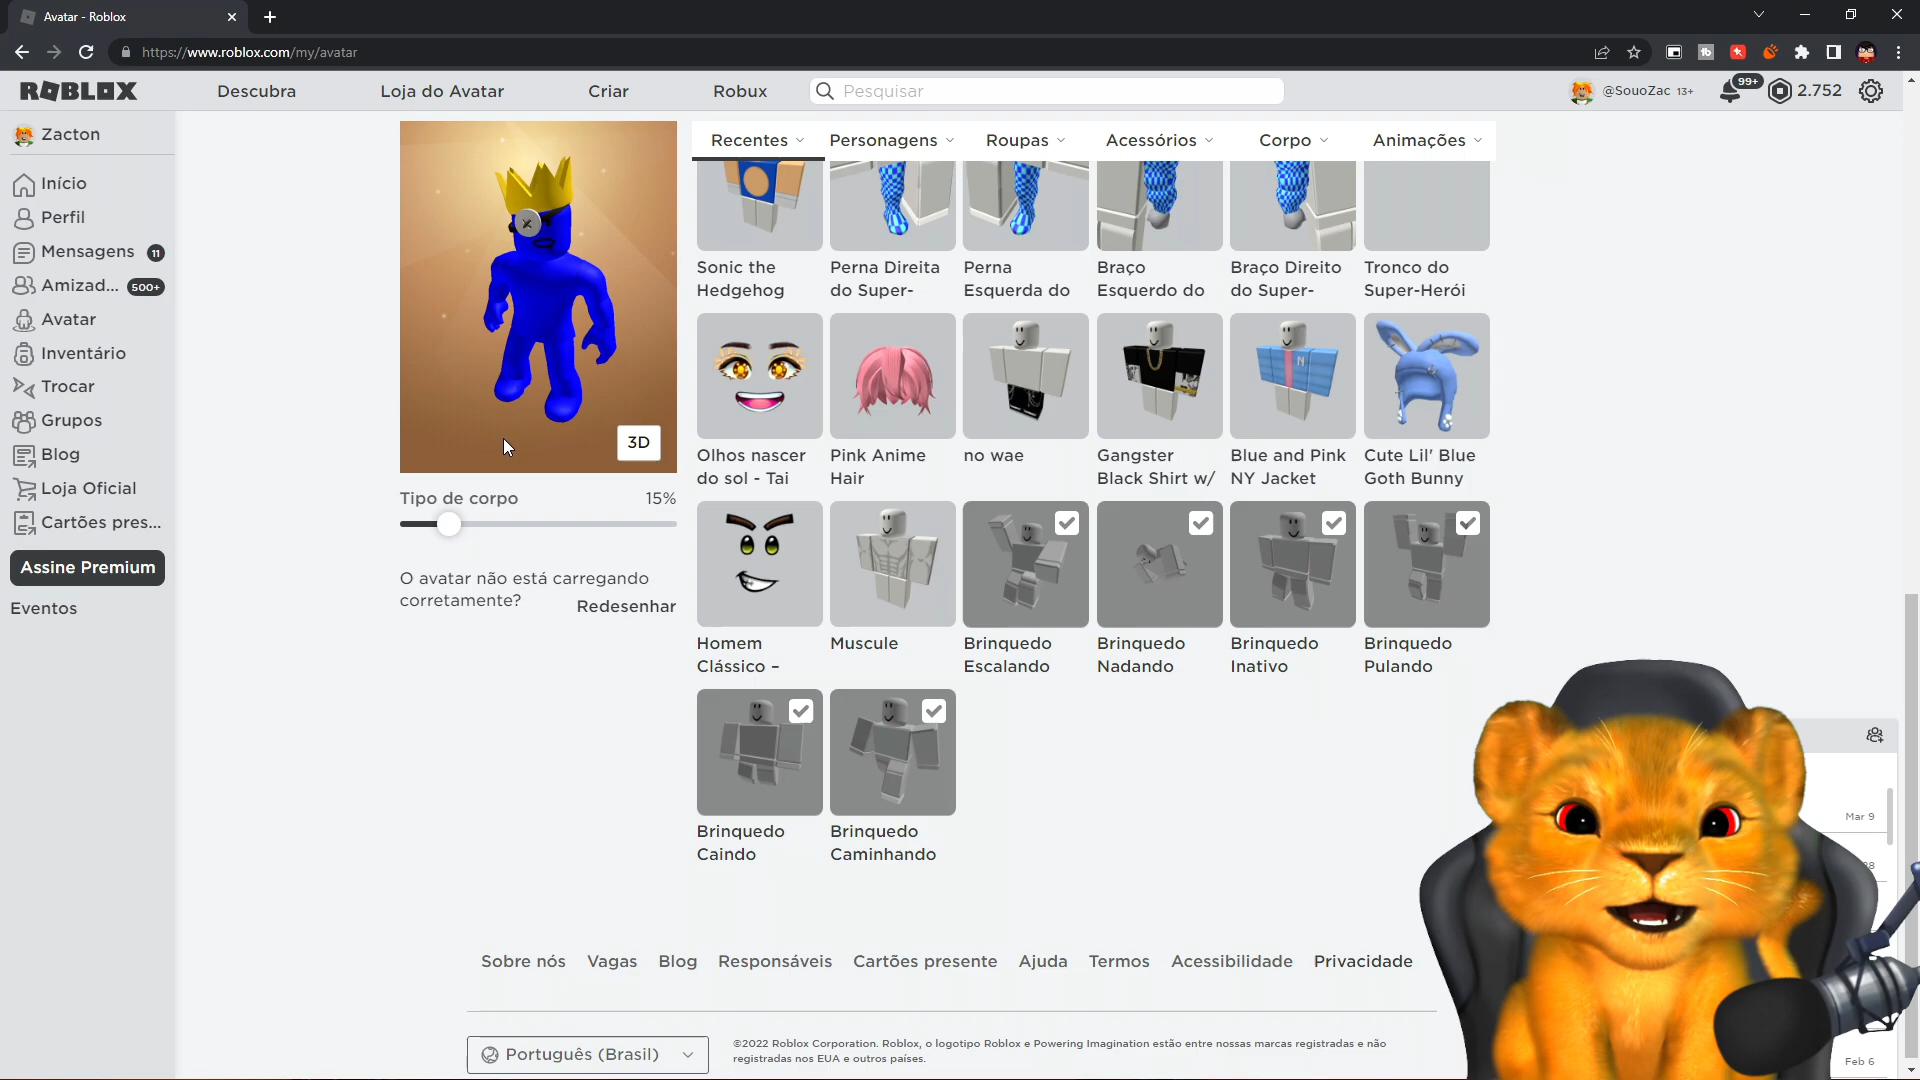 Avatar - Roblox
https://www.roblox.com/my/avatar
ROBLOX
Descubra
Loja do Avatar
Criar
Robux
Pesquisar
@SouoZac 13+
99+
2.752
Zacton
Início
Perfil
Mensagens 11
Amizad... 500+
Avatar
Inventário
Trocar
Grupos
Blog
Loja Oficial
Cartões pres...
Assine Premium
Eventos
3D
Tipo de corpo 15%
O avatar não está carregando
corretamente?
Redesenhar
Recentes
Personagens
Roupas
Acessórios
Corpo
Animações
Sonic the
Hedgehog
Perna Direita
do Super-
Perna
Esquerda do
Braço
Esquerdo do
Braço Direito
do Super-
Tronco do
Super-Herói
Olhos nascer
do sol - Tai
Pink Anime
Hair
no wae
Gangster
Black Shirt w/
N
Blue and Pink
NY Jacket
Cute Lil' Blue
Goth Bunny
Homem
Clássico –
Muscule
Brinquedo
Escalando
Brinquedo
Nadando
Brinquedo
Inativo
Brinquedo
Pulando
Brinquedo
Caindo
Brinquedo
Caminhando
Mar 9
Feb 6
Sobre nós
Vagas
Blog
Responsáveis
Cartões presente
Ajuda
Termos
Acessibilidade
Privacidade
Português (Brasil)
©2022 Roblox Corporation. Roblox, o logotipo Roblox e Powering Imagination estão entre nossas marcas registradas e não
registradas nos EUA e outros países.